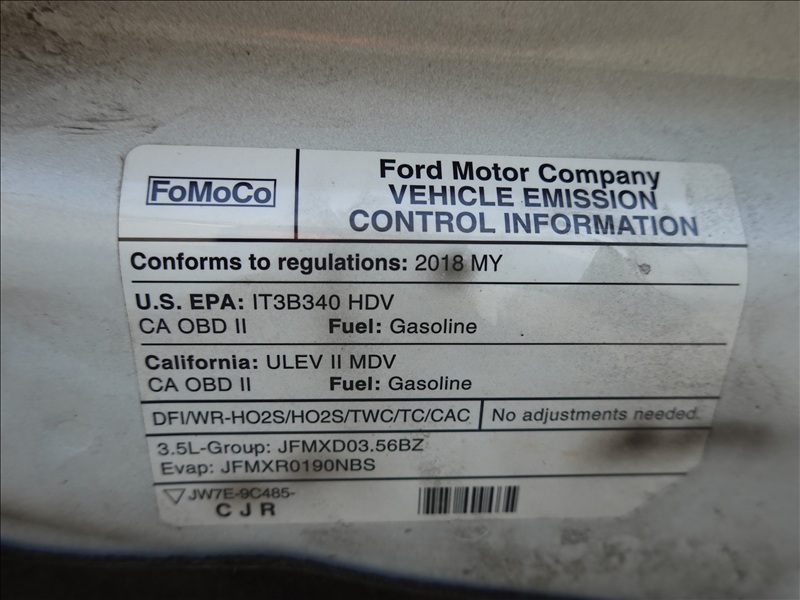 FoMoCo
Ford Motor Company
VEHICLE EMISSION
CONTROL INFORMATION
Conforms to regulations: 2018 MY
U.S. EPA: IT3B340 HDV
CA OBD II Fuel: Gasoline
California: ULEV II MDV
CA OBD II Fuel: Gasoline
DFI/WR-HO2S/HO2S/TWC/TC/CAC No adjustments needed.
3.5L-Group: JFMXD03.56BZ
Evap: JFMXR0190NBS
JW7E-9C485-
CJR